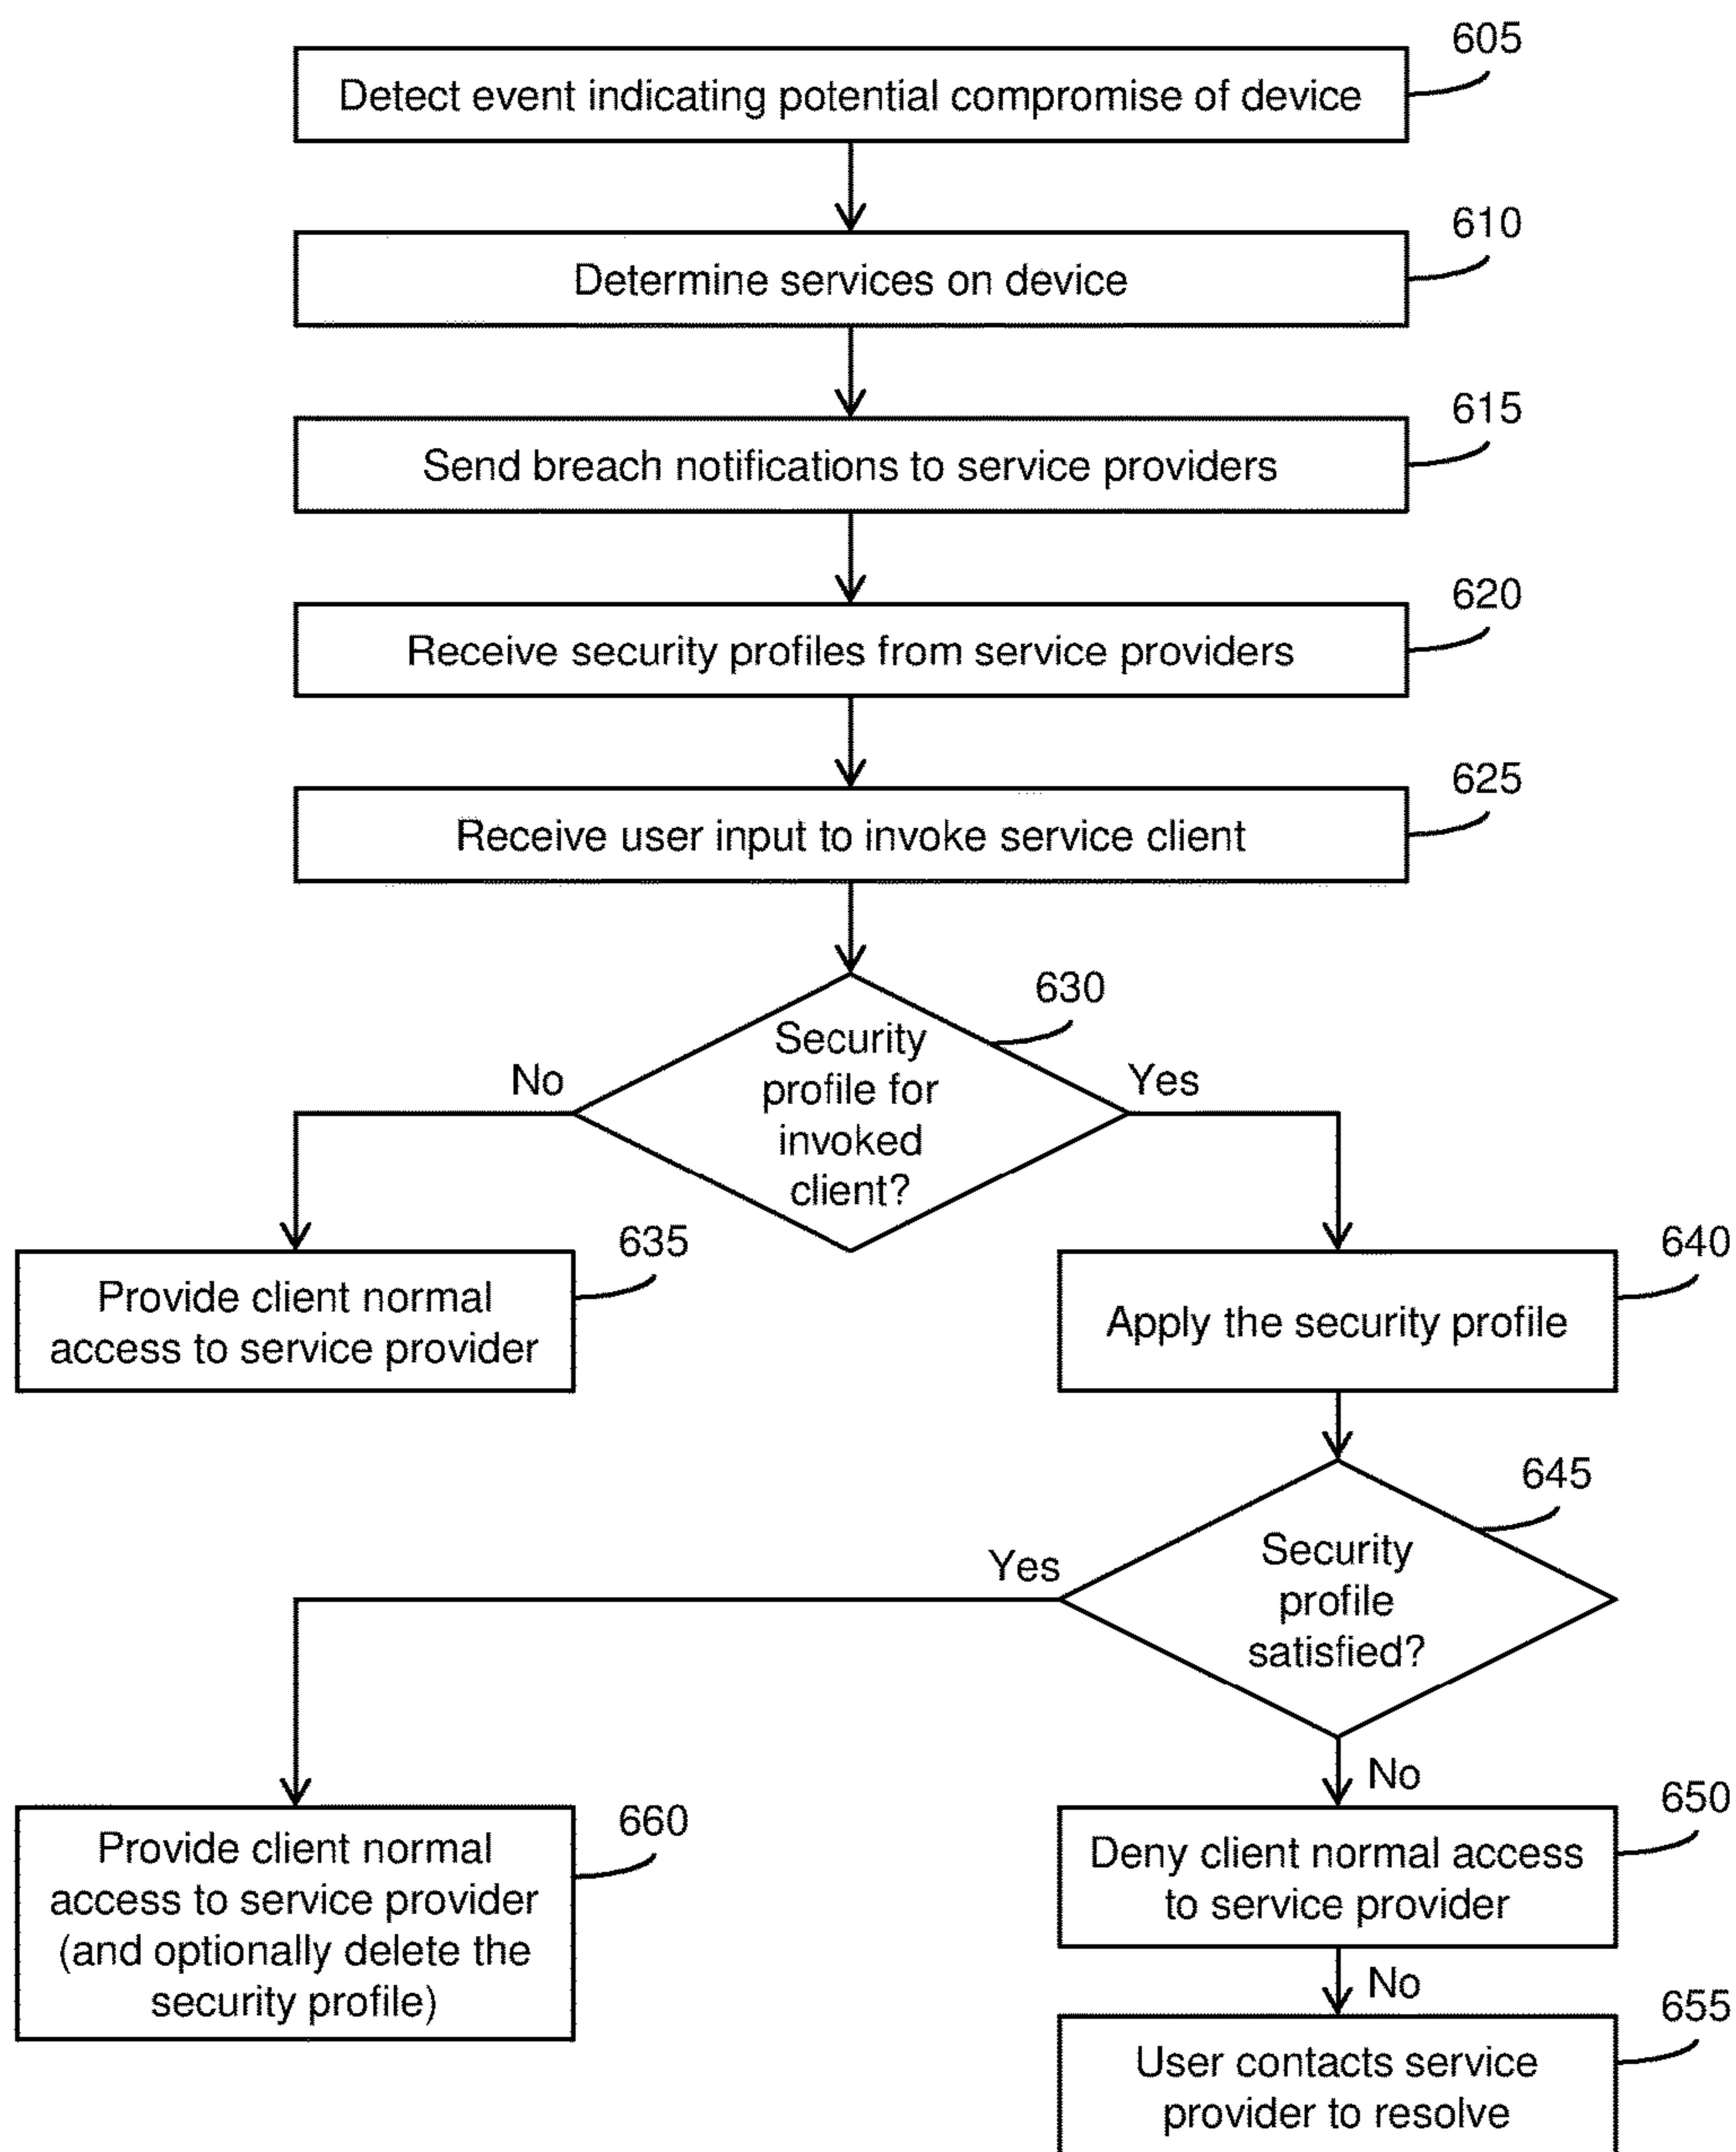 605
Detect event indicating potential compromise of device
610
Determine services on device
615
Send breach notifications to service providers
620
Receive security profiles from service providers
625
Receive user input to invoke service client
630
Security
profile for
invoked
client?
No
Yes
635
Provide client normal
access to service provider
640
Apply the security profile
645
Security
profile
satisfied?
Yes
No
660
Provide client normal
access to service provider
(and optionally delete the
security profile)
650
Deny client normal access
to service provider
No
655
User contacts service
provider to resolve